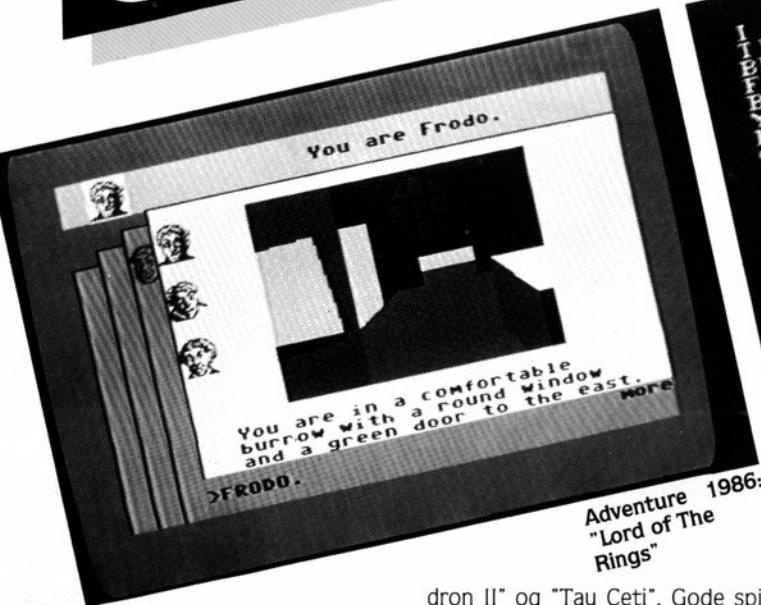 You are Frodo.
You are in a comfortable
burrow with a round window
and a green door to the east.
more
>FRODO.
Adventure 1986:
"Lord of The
Rings"
dron II" og "Tau Ceti". Gode spi